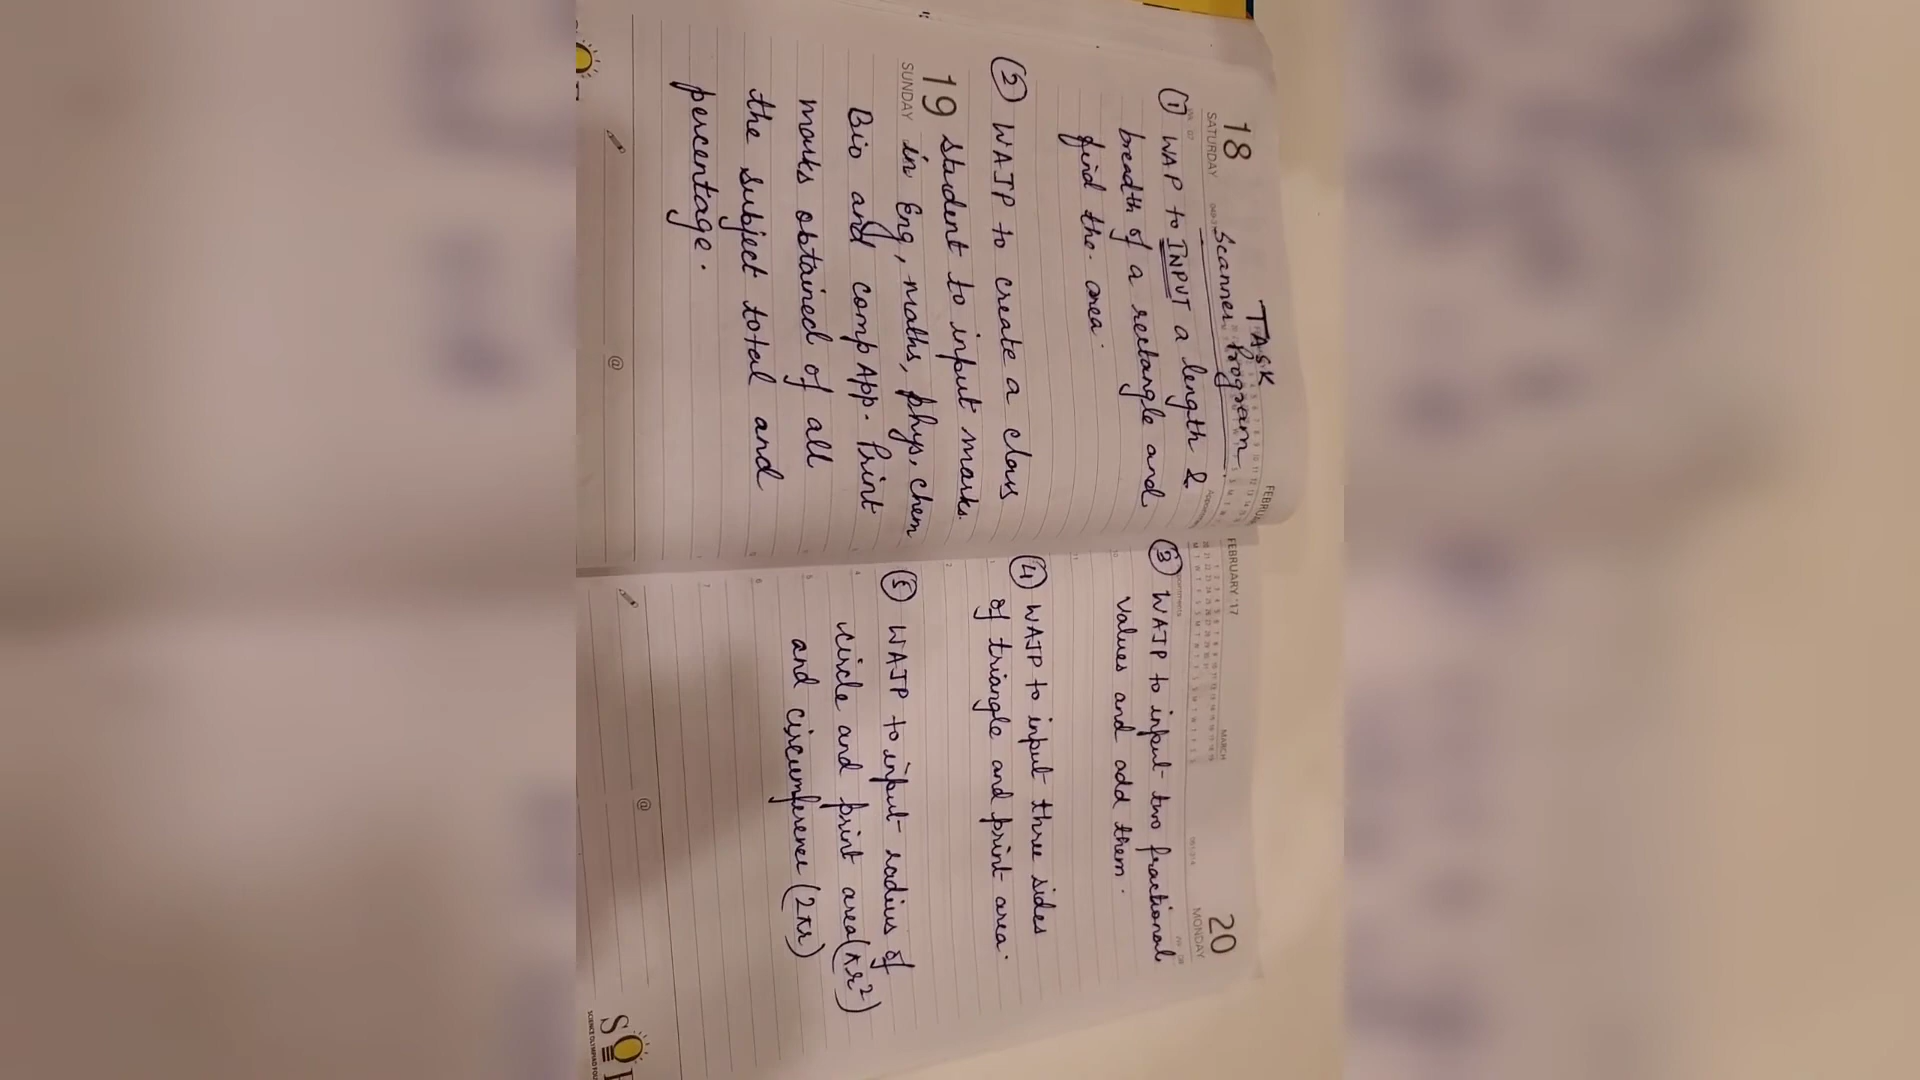 TASK
18
SATURDAY
Scanner Program
① WAP to INPUT a length &
breadth of a rectangle and
find the area.
② WAJP to create a class
19 student to input marks
SUNDAY in Eng, maths, phys, chem
Bio and comp App. Print
marks obtained of all
the subject total and
percentage.
@
FEBRUARY '17
MARCH
20
MONDAY
③ WAJP to input two fractional
values and add them.
④ WAJP to input three sides
of triangle and print area.
⑤ WAJP to input radius of
circle and print area (πr²)
and circumference (2πr)
@